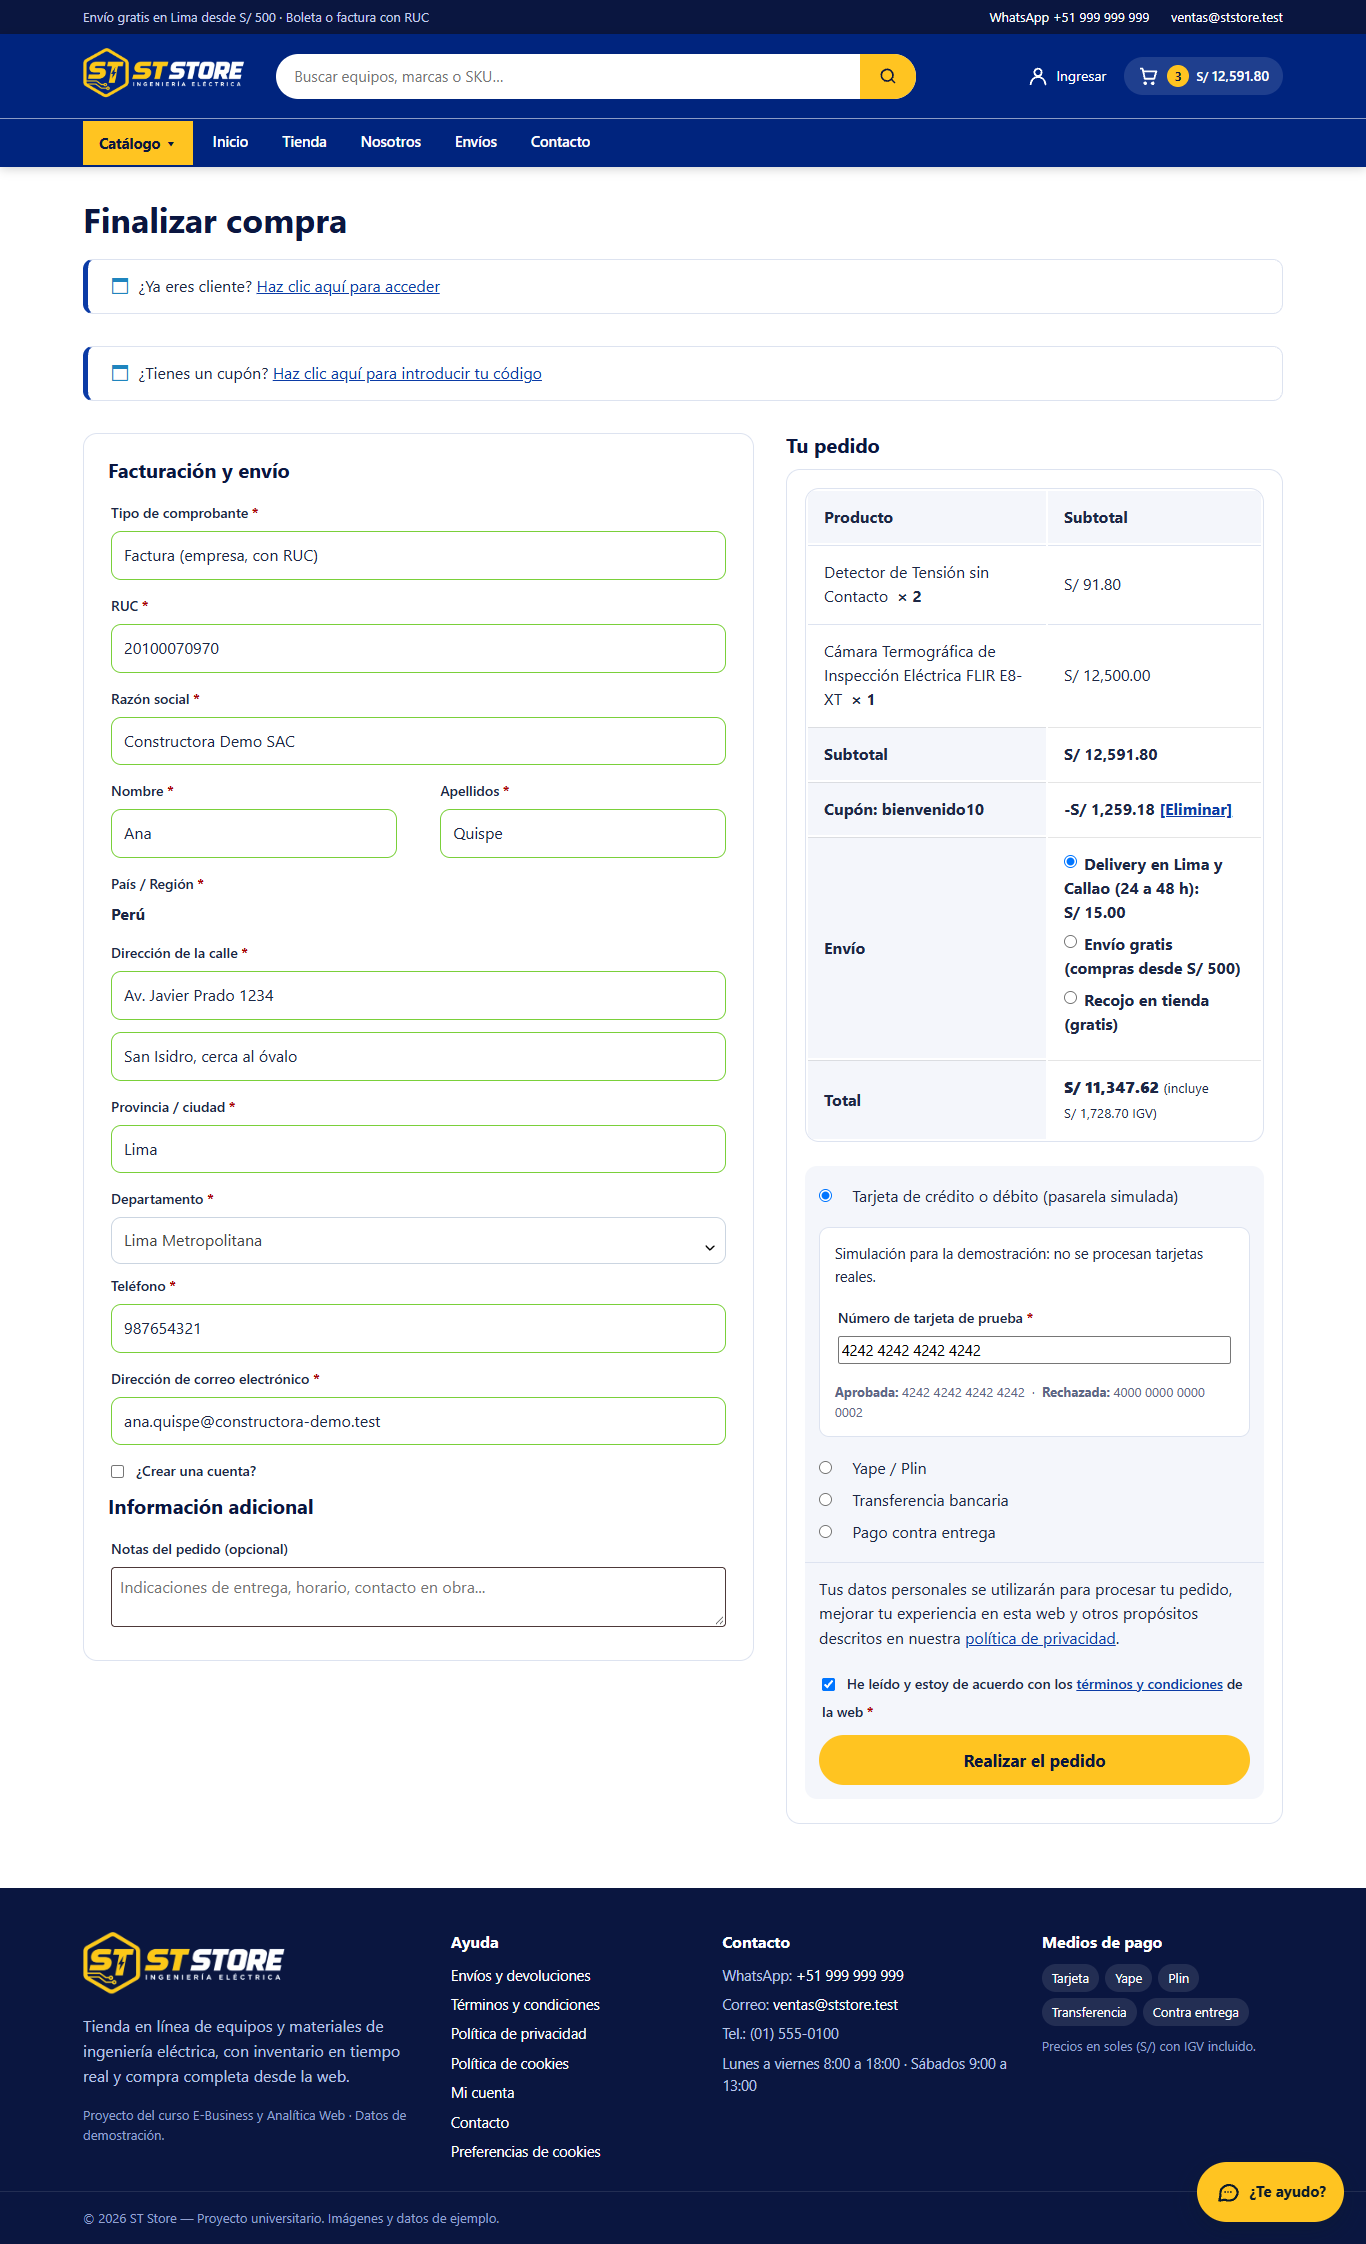 Envío gratis en Lima desde S/ 500 · Boleta o factura con RUC
WhatsApp +51 999 999 999
ventas@ststore.test
ST STORE
INGENIERÍA ELÉCTRICA
Buscar equipos, marcas o SKU...
Ingresar
3 S/ 12,591.80
Catálogo
Inicio
Tienda
Nosotros
Envíos
Contacto
Finalizar compra
¿Ya eres cliente? Haz clic aquí para acceder
¿Tienes un cupón? Haz clic aquí para introducir tu código
Facturación y envío
Tipo de comprobante *
Factura (empresa, con RUC)
RUC *
20100070970
Razón social *
Constructora Demo SAC
Nombre *
Apellidos *
Ana
Quispe
País / Región *
Perú
Dirección de la calle *
Av. Javier Prado 1234
San Isidro, cerca al óvalo
Provincia / ciudad *
Lima
Departamento *
Lima Metropolitana
Teléfono *
987654321
Dirección de correo electrónico *
ana.quispe@constructora-demo.test
¿Crear una cuenta?
Información adicional
Notas del pedido (opcional)
Indicaciones de entrega, horario, contacto en obra...
Tu pedido
Producto
Subtotal
Detector de Tensión sin
Contacto × 2
S/ 91.80
Cámara Termográfica de
Inspección Eléctrica FLIR E8-
XT × 1
S/ 12,500.00
Subtotal
S/ 12,591.80
Cupón: bienvenido10
-S/ 1,259.18 [Eliminar]
Envío
Delivery en Lima y
Callao (24 a 48 h):
S/ 15.00
Envío gratis
(compras desde S/ 500)
Recojo en tienda
(gratis)
Total
S/ 11,347.62 (incluye
S/ 1,728.70 IGV)
Tarjeta de crédito o débito (pasarela simulada)
Simulación para la demostración: no se procesan tarjetas
reales.
Número de tarjeta de prueba *
4242 4242 4242 4242
Aprobada: 4242 4242 4242 4242 · Rechazada: 4000 0000 0000
0002
Yape / Plin
Transferencia bancaria
Pago contra entrega
Tus datos personales se utilizarán para procesar tu pedido,
mejorar tu experiencia en esta web y otros propósitos
descritos en nuestra política de privacidad.
He leído y estoy de acuerdo con los términos y condiciones de
la web *
Realizar el pedido
ST STORE
INGENIERÍA ELÉCTRICA
Tienda en línea de equipos y materiales de
ingeniería eléctrica, con inventario en tiempo
real y compra completa desde la web.
Proyecto del curso E-Business y Analítica Web · Datos de
demostración.
Ayuda
Envíos y devoluciones
Términos y condiciones
Política de privacidad
Política de cookies
Mi cuenta
Contacto
Preferencias de cookies
Contacto
WhatsApp: +51 999 999 999
Correo: ventas@ststore.test
Tel.: (01) 555-0100
Lunes a viernes 8:00 a 18:00 · Sábados 9:00 a
13:00
Medios de pago
Tarjeta
Yape
Plin
Transferencia
Contra entrega
Precios en soles (S/) con IGV incluido.
¿Te ayudo?
© 2026 ST Store — Proyecto universitario. Imágenes y datos de ejemplo.